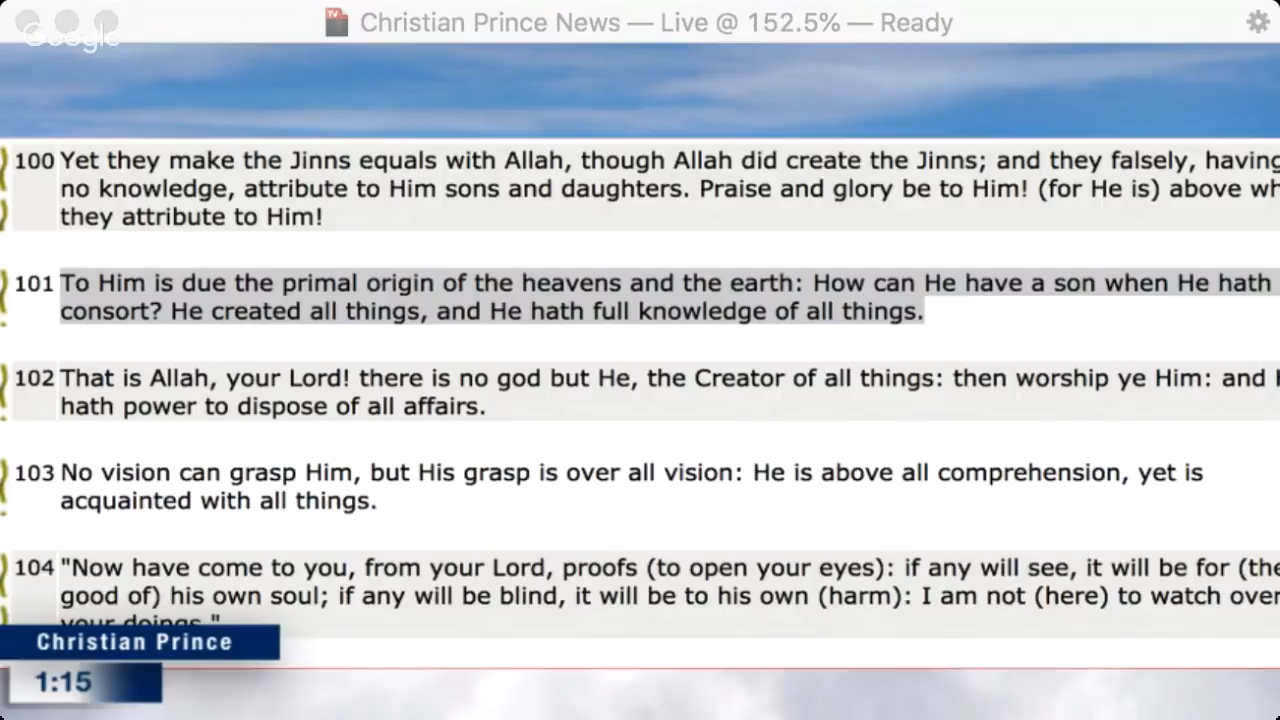 Google
Christian Prince News — Live @ 152.5% — Ready
100 Yet they make the Jinns equals with Allah, though Allah did create the Jinns; and they falsely, having
no knowledge, attribute to Him sons and daughters. Praise and glory be to Him! (for He is) above
they attribute to Him!
101 To Him is due the primal origin of the heavens and the earth: How can He have a son when He hath
consort? He created all things, and He hath full knowledge of all things.
102 That is Allah, your Lord! there is no god but He, the Creator of all things: then worship ye Him: and
hath power to dispose of all affairs.
103 No vision can grasp Him, but His grasp is over all vision: He is above all comprehension, yet is
acquainted with all things.
104 "Now have come to you, from your Lord, proofs (to open your eyes): if any will see, it will be for (the
good of) his own soul; if any will be blind, it will be to his own (harm): I am not (here) to watch over
your doings."
Christian Prince
1:15